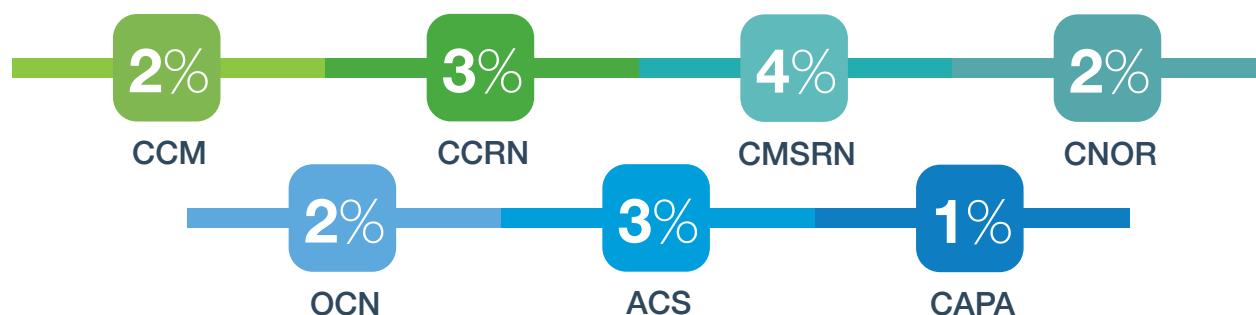 2% 3% 4% 2%
CCM CCRN CMSRN CNOR
2% 3% 1%
OCN ACS CAPA